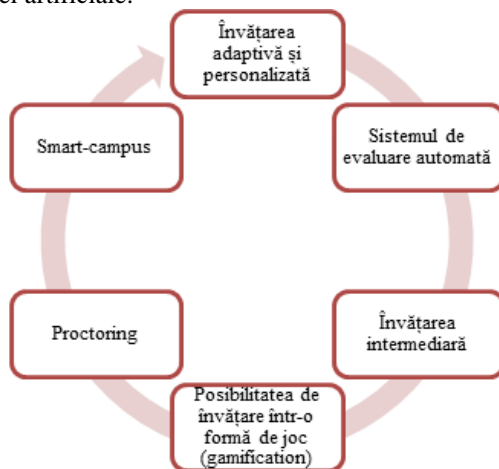 artificiale.
Învățarea
adaptivă și
personalizată
Sistemul de
evaluare automată
Învățarea
intermediară
Posibilitatea de
învățare într-o
formă de joc
(gamification)
Proctoring
Smart-campus